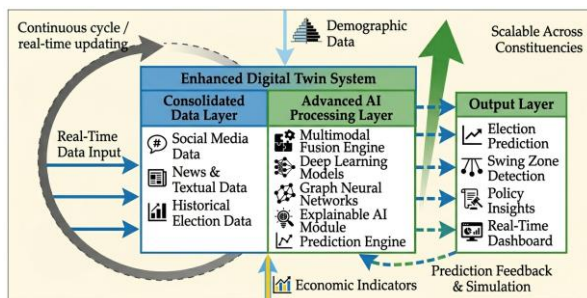 Continuous cycle /
real-time updating
Demographic
Data
Scalable Across
Constituencies
Enhanced Digital Twin System
Consolidated
Data Layer
Advanced AI
Processing Layer
Output Layer
Real-Time
Data Input
#
Social Media
Data
News &
Textual Data
Historical
Election Data
Multimodal
Fusion Engine
Deep Learning
Models
Graph Neural
Networks
Explainable AI
Module
Prediction Engine
Election
Prediction
Swing Zone
Detection
Policy
Insights
Real-Time
Dashboard
Economic Indicators
Prediction Feedback
& Simulation